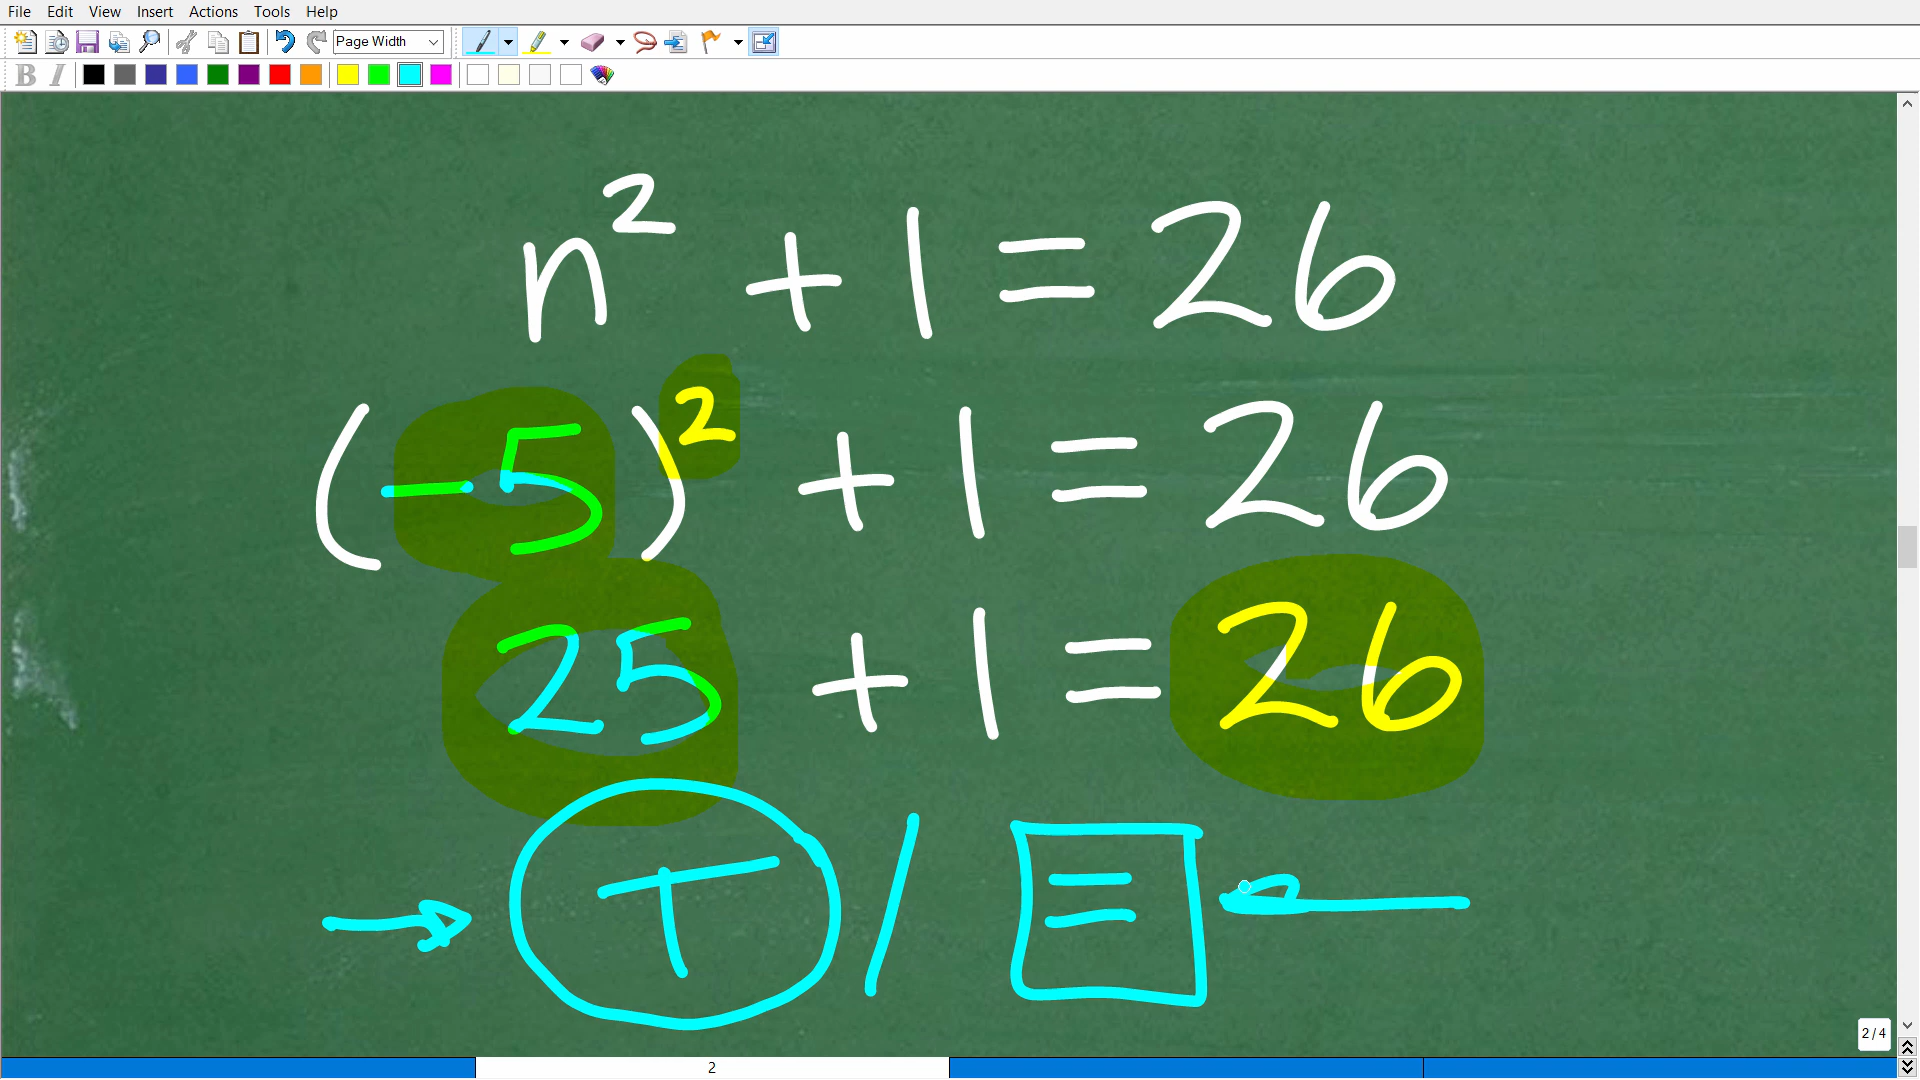 File Edit View Insert Actions Tools Help
Page Width
B I
n² + 1 = 26
(-5)² + 1 = 26
25 + 1 = 26
→ T / = ←
2 / 4
2